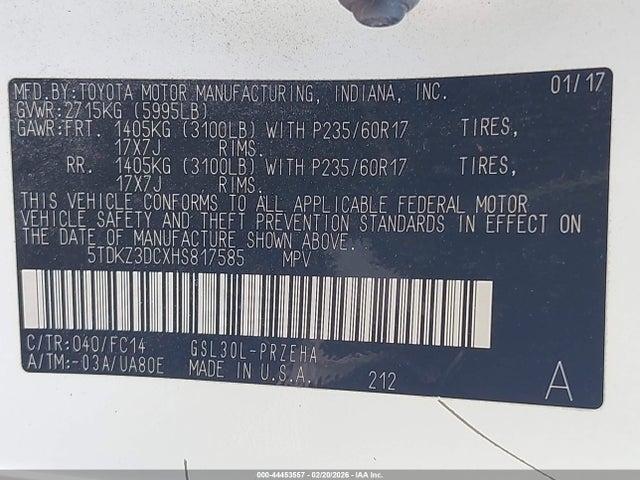 MFD.BY:TOYOTA MOTOR MANUFACTURING, INDIANA, INC. 01/17
GVWR:2715KG (5995LB)
GAWR:FRT. 1405KG (3100LB) WITH P235/60R17 TIRES,
17X7J RIMS.
RR. 1405KG (3100LB) WITH P235/60R17 TIRES,
17X7J RIMS.
THIS VEHICLE CONFORMS TO ALL APPLICABLE FEDERAL MOTOR
VEHICLE SAFETY AND THEFT PREVENTION STANDARDS IN EFFECT ON
THE DATE OF MANUFACTURE SHOWN ABOVE.
5TDKZ3DCXHS817585 MPV
C/TR:040/FC14 GSL30L-PRZEHA
A/TM:-03A/UA80E MADE IN U.S.A. 212 A
000-44453557 - 02/20/2026 - COPART